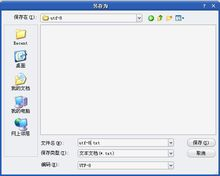 另存为
保存在(I): utf-8
Recent
桌面
我的文档
我的电脑
网上邻居
文件名(N): utf-8.txt 保存(S)
保存类型(T): 文本文档(*.txt) 取消
编码(E): UTF-8